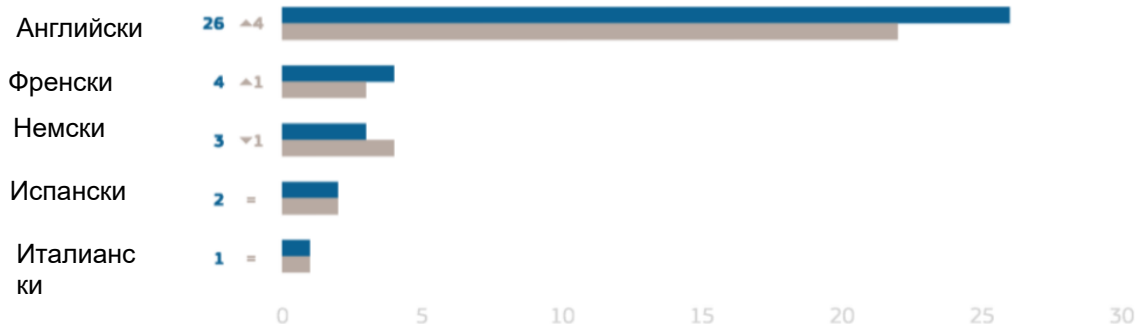 Английски 26 ▲4
Френски 4 ▲1
Немски 3 ▼1
Испански 2 =
Италианс
ки 1 =
0 5 10 15 20 25 30